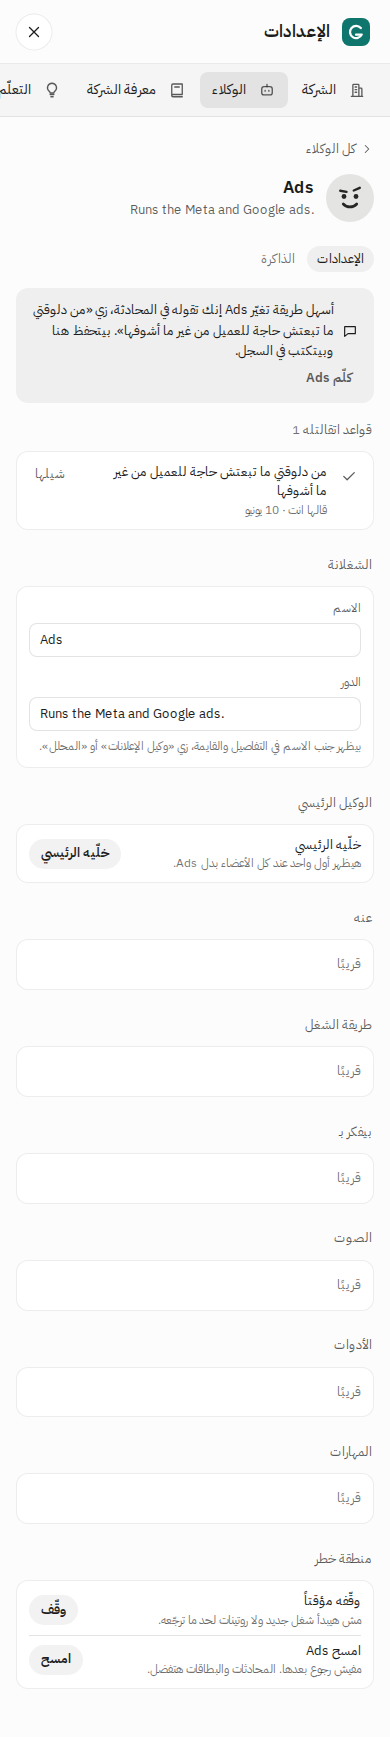 الإعدادات
الشركة
الوكلاء
معرفة الشركة
التعلّم
كل الوكلاء
Ads
Runs the Meta and Google ads.
الإعدادات
الذاكرة
أسهل طريقة تغيّر Ads إنك تقوله في المحادثة، زي «من دلوقتي
ما تبعتش حاجة للعميل من غير ما أشوفها». بيتحفظ هنا
وبيتكتب في السجل.
كلّم Ads
قواعد اتقالتله 1
من دلوقتي ما تبعتش حاجة للعميل من غير
ما أشوفها
شيلها
قالها انت · 10 يونيو
الشغلانة
الاسم
Ads
الدور
Runs the Meta and Google ads.
بيظهر جنب الاسم في التفاصيل والقايمة، زي «وكيل الإعلانات» أو «المحلل».
الوكيل الرئيسي
خلّيه الرئيسي
هيظهر أول واحد عند كل الأعضاء بدل Ads.
خلّيه الرئيسي
عنه
قريبًا
طريقة الشغل
قريبًا
بيفكر بـ
قريبًا
الصوت
قريبًا
الأدوات
قريبًا
المهارات
قريبًا
منطقة خطر
وقّفه مؤقتاً
مش هيبدأ شغل جديد ولا روتينات لحد ما ترجّعه.
وقّف
امسح Ads
مفيش رجوع بعدها. المحادثات والبطاقات هتفضل.
امسح